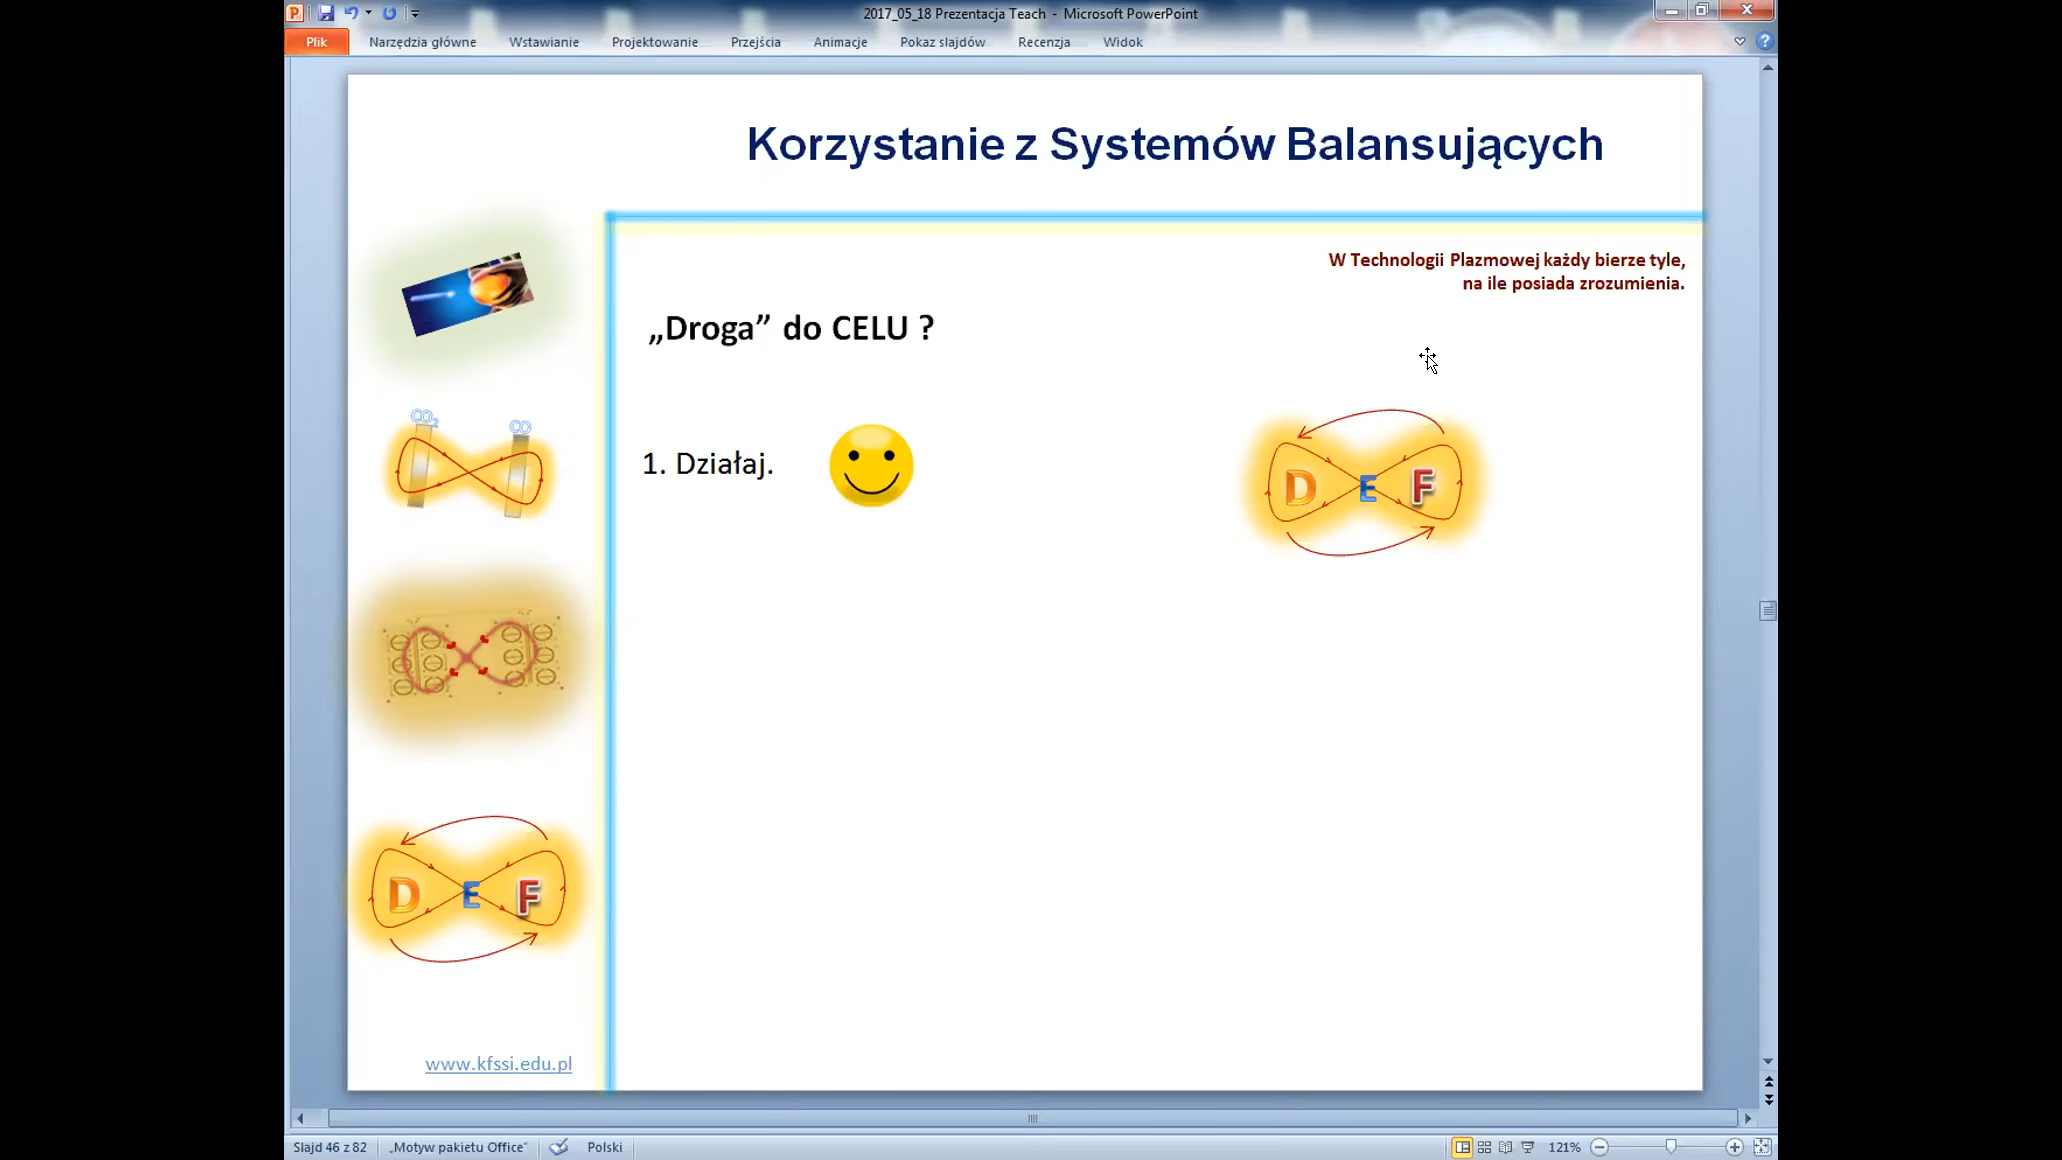 2017_05_18 Prezentacja Teach - Microsoft PowerPoint
Plik Narzędzia główne Wstawianie Projektowanie Przejścia Animacje Pokaz slajdów Recenzja Widok
Korzystanie z Systemów Balansujących
W Technologii Plazmowej każdy bierze tyle,
na ile posiada zrozumienia.
„Droga” do CELU ?
CO2 CO
1. Działaj.
D E F
D E F
www.kfssi.edu.pl
Slajd 46 z 82 „Motyw pakietu Office” Polski 121%